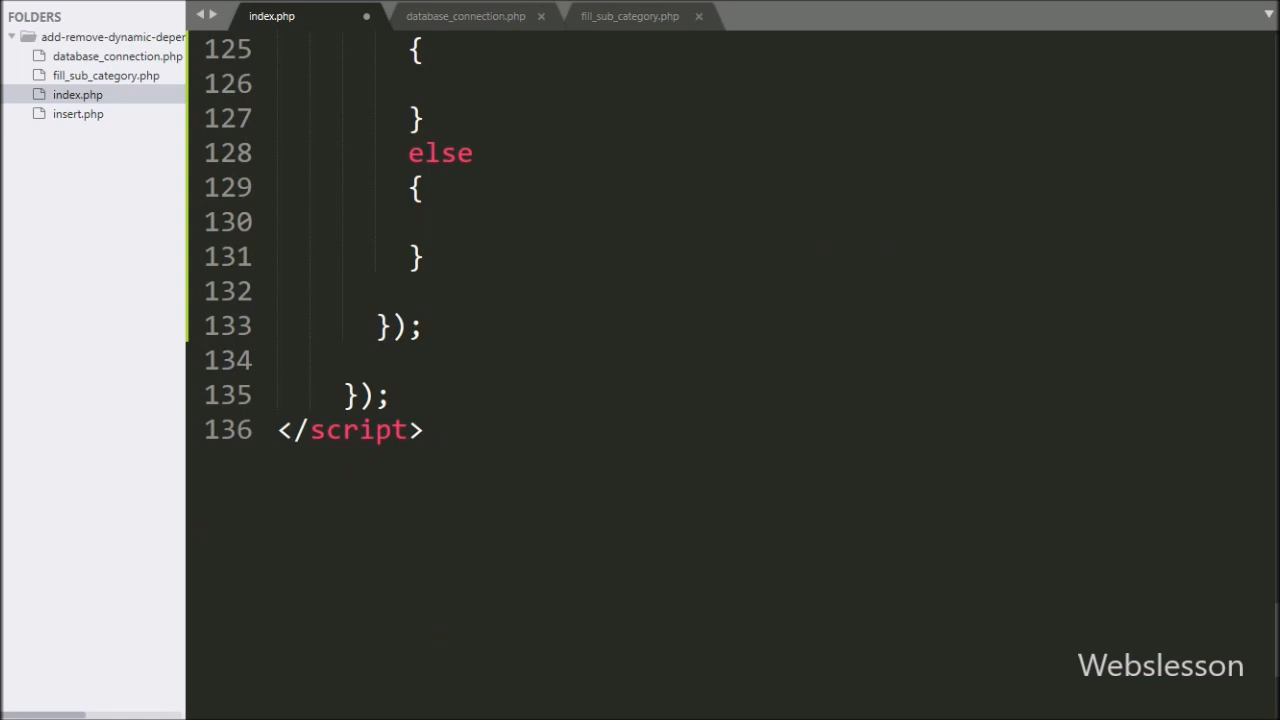 FOLDERS
add-remove-dynamic-deper
database_connection.php
fill_sub_category.php
index.php
insert.php
index.php database_connection.php fill_sub_category.php
125 {
126
127 }
128 else
129 {
130
131 }
132
133 });
134
135 });
136 </script>
Webslesson